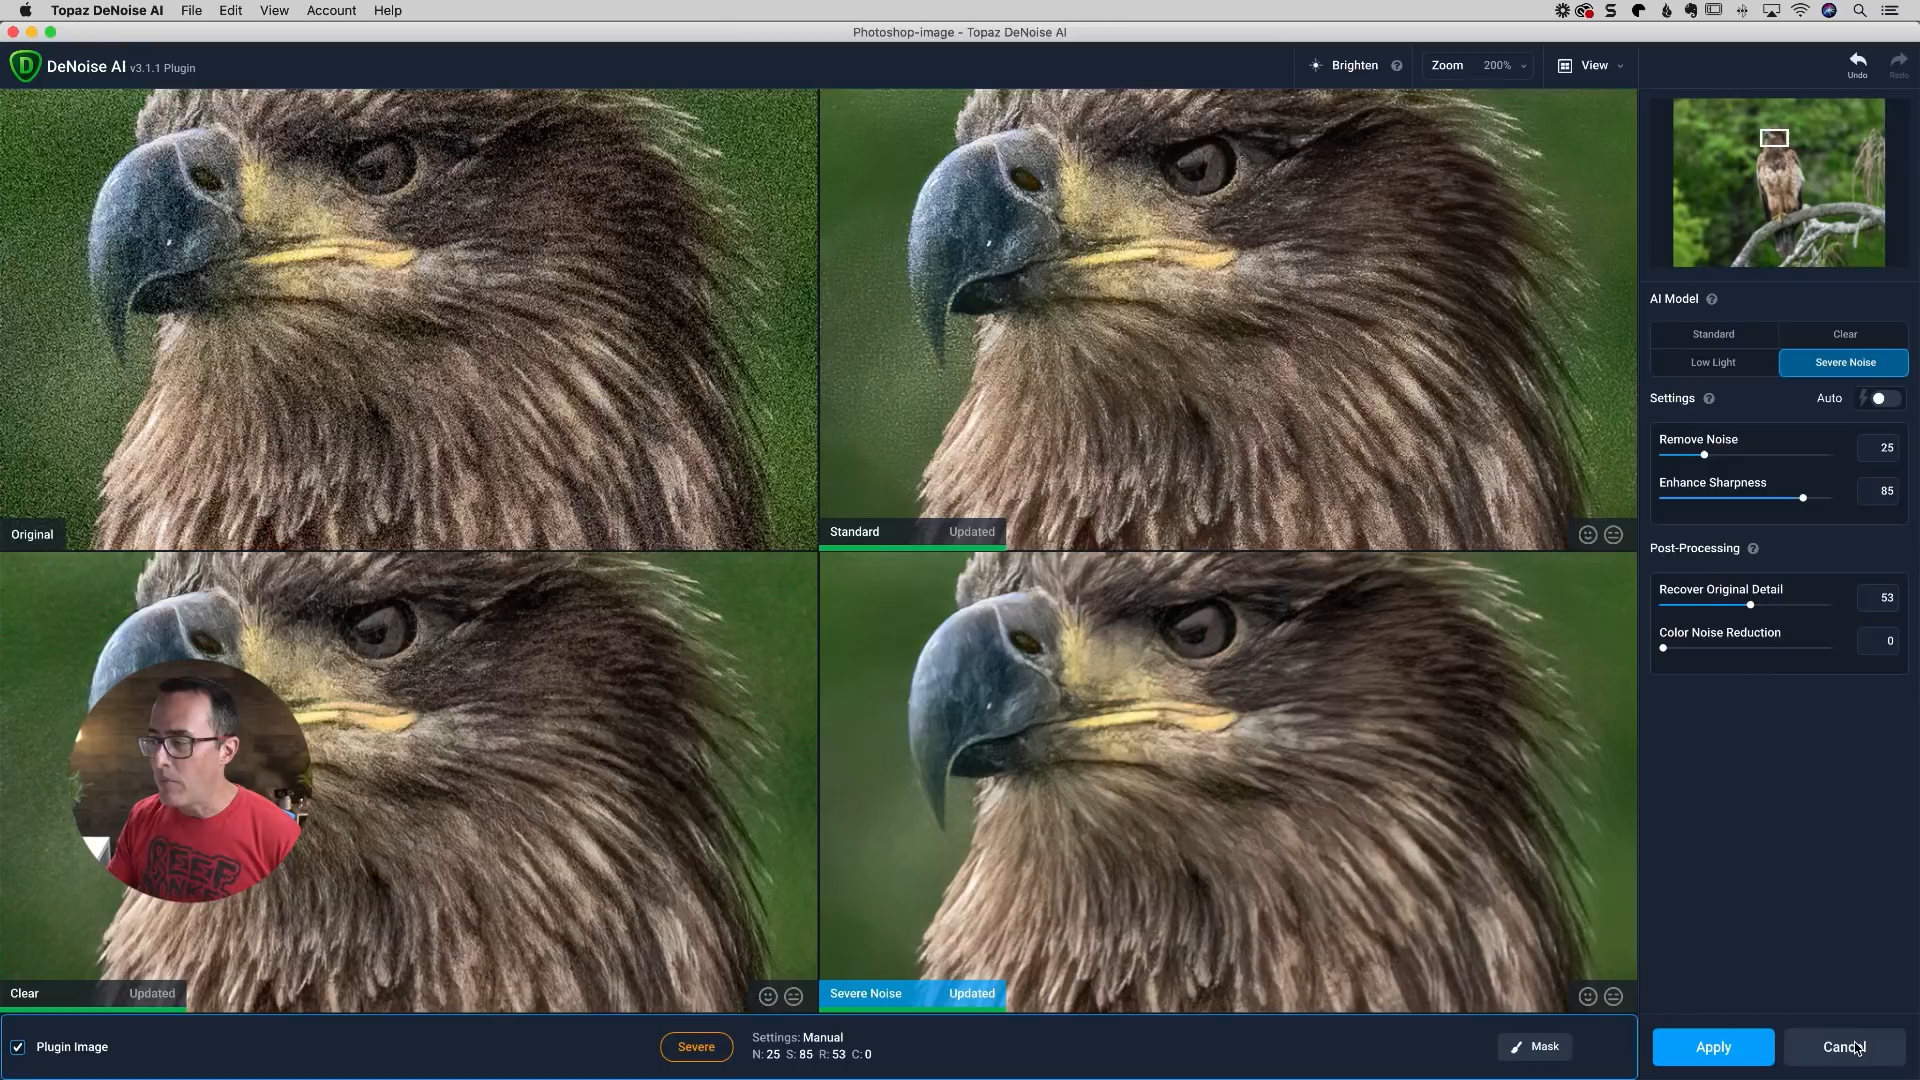 Topaz DeNoise AI File Edit View Account Help
Photoshop-image - Topaz DeNoise AI
DeNoise AI v3.1.1 Plugin
Brighten
Zoom 200%
View
Undo
Redo
Original
Standard Updated
Clear Updated
Severe Noise Updated
AI Model
Standard Clear
Low Light Severe Noise
Settings Auto
Remove Noise 25
Enhance Sharpness 85
Post-Processing
Recover Original Detail 53
Color Noise Reduction 0
REEF
Plugin Image
Severe
Settings: Manual
N: 25 S: 85 R: 53 C: 0
Mask
Apply
Cancel